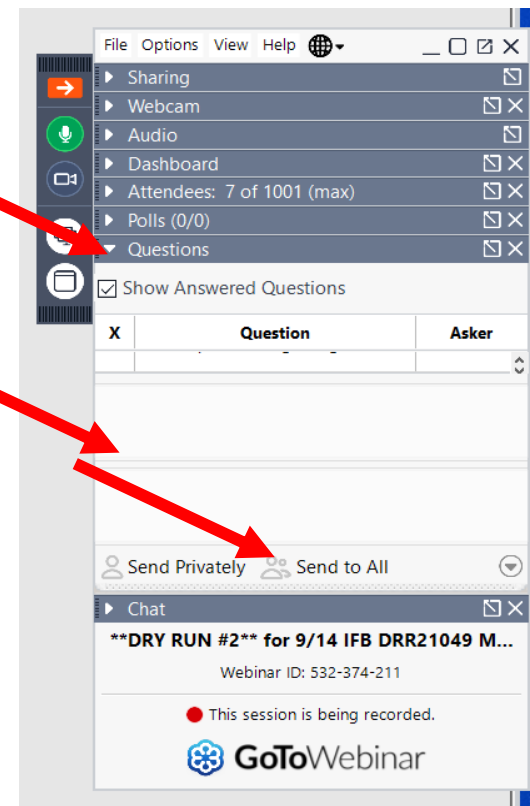 File Options View Help
Sharing
Webcam
Audio
Dashboard
Attendees: 7 of 1001 (max)
Polls (0/0)
Questions
Show Answered Questions
X Question Asker
Send Privately Send to All
Chat
**DRY RUN #2** for 9/14 IFB DRR21049 M...
Webinar ID: 532-374-211
This session is being recorded.
GoToWebinar